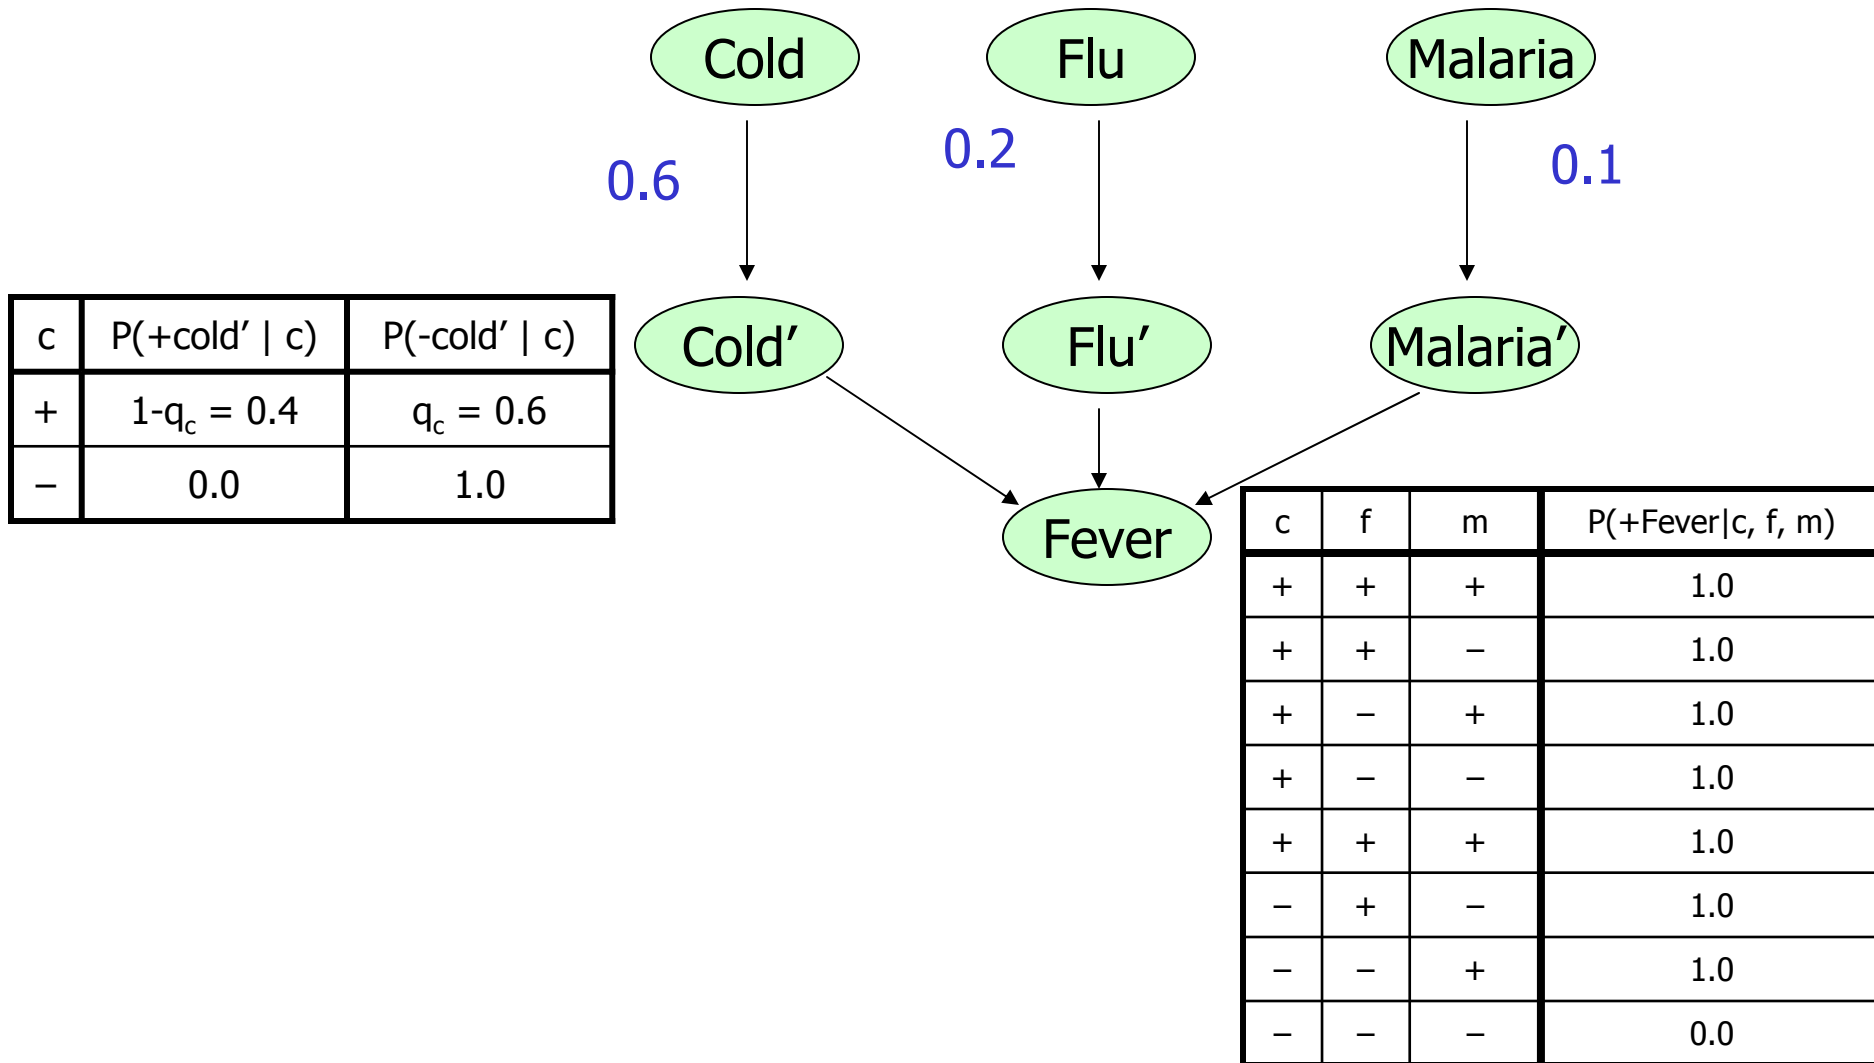 Cold Flu Malaria
0.6 0.2 0.1
Cold′ Flu′ Malaria′
c P(+cold′ | c) P(-cold′ | c)
+ 1-qc = 0.4 qc = 0.6
– 0.0 1.0
Fever
c f m P(+Fever|c, f, m)
+ + + 1.0
+ + – 1.0
+ – + 1.0
+ – – 1.0
+ + + 1.0
– + – 1.0
– – + 1.0
– – – 0.0